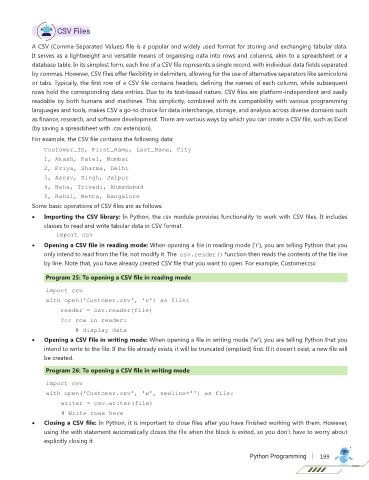 CSV Files
A CSV (Comma-Separated Values) file is a popular and widely used format for storing and exchanging tabular data.
It serves as a lightweight and versatile means of organising data into rows and columns, akin to a spreadsheet or a
database table. In its simplest form, each line of a CSV file represents a single record, with individual data fields separated
by commas. However, CSV files offer flexibility in delimiters, allowing for the use of alternative separators like semicolons
or tabs. Typically, the first row of a CSV file contains headers, defining the names of each column, while subsequent
rows hold the corresponding data entries. Due to its text-based nature, CSV files are platform-independent and easily
readable by both humans and machines. This simplicity, combined with its compatibility with various programming
languages and tools, makes CSV a go-to choice for data interchange, storage, and analysis across diverse domains such
as finance, research, and software development. There are various ways by which you can create a CSV file, such as Excel
(by saving a spreadsheet with .csv extension).
For example, the CSV file contains the following data:
Customer_ID, First_Name, Last_Name, City
1, Akash, Patel, Mumbai
2, Priya, Sharma, Delhi
3, Aarav, Singh, Jaipur
4, Neha, Trivedi, Ahmedabad
5, Rahul, Mehta, Bangalore
Some basic operations of CSV files are as follows:
• Importing the CSV library: In Python, the csv module provides functionality to work with CSV files. It includes
classes to read and write tabular data in CSV format.
import csv
• Opening a CSV file in reading mode: When opening a file in reading mode ('r'), you are telling Python that you
only intend to read from the file, not modify it. The csv.reader() function then reads the contents of the file line
by line. Note that, you have already created CSV file that you want to open. For example, Customer.csv.
Program 25: To opening a CSV file in reading mode
import csv
with open('Customer.csv', 'r') as file:
reader = csv.reader(file)
for row in reader:
# display data
• Opening a CSV file in writing mode: When opening a file in writing mode ('w'), you are telling Python that you
intend to write to the file. If the file already exists, it will be truncated (emptied) first. If it doesn't exist, a new file will
be created.
Program 26: To opening a CSV file in writing mode
import csv
with open('Customer.csv', 'w', newline='') as file:
writer = csv.writer(file)
# Write rows here
• Closing a CSV file: In Python, it is important to close files after you have finished working with them. However,
using the with statement automatically closes the file when the block is exited, so you don't have to worry about
explicitly closing it.
Python Programming | 199